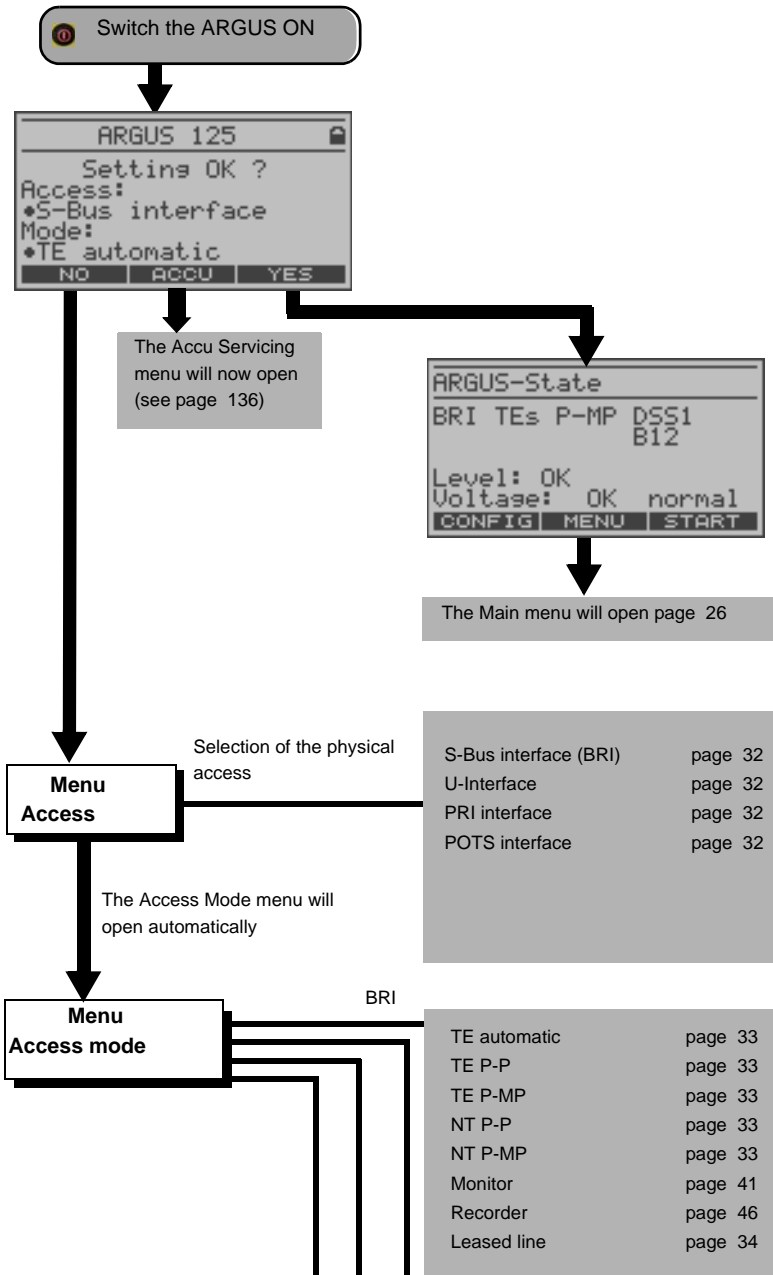 Switch the ARGUS ON
ARGUS 125
Setting OK ?
Access:
•S-Bus interface
Mode:
•TE automatic
NO ACCU YES
The Accu Servicing
menu will now open
(see page 136)
ARGUS-State
BRI TEs P-MP DSS1
B12
Level: OK
Voltage: OK normal
CONFIG MENU START
The Main menu will open page 26
Selection of the physical
access
Menu
Access
S-Bus interface (BRI) page 32
U-Interface page 32
PRI interface page 32
POTS interface page 32
The Access Mode menu will
open automatically
BRI
Menu
Access mode
TE automatic page 33
TE P-P page 33
TE P-MP page 33
NT P-P page 33
NT P-MP page 33
Monitor page 41
Recorder page 46
Leased line page 34